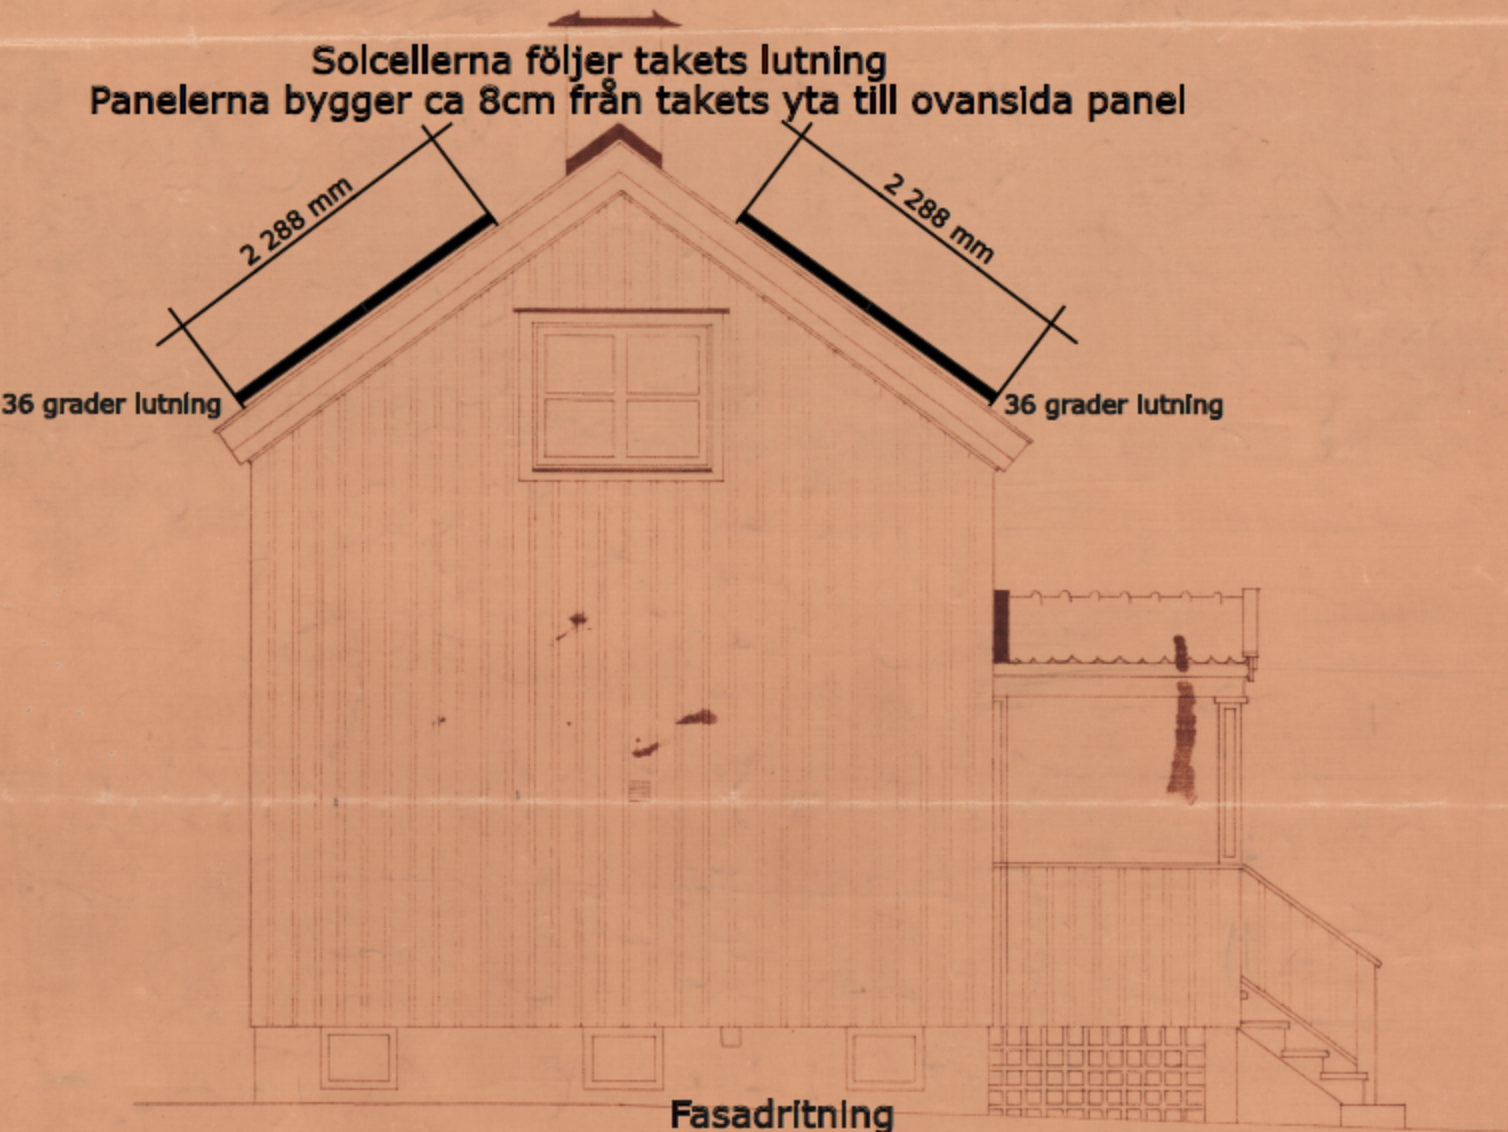 Solcellerna följer takets lutning
Panelerna bygger ca 8cm från takets yta till ovansida panel
2 288 mm
2 288 mm
36 grader lutning
36 grader lutning
Fasadritning